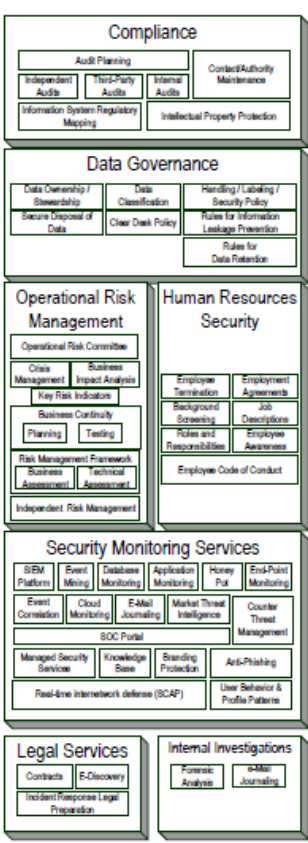 Compliance
Audit Planning
Contact/Authority
Maintenance
Independent
Audits
Third-Party
Audits
Internal
Audits
Information System Regulatory
Mapping
Intellectual Property Protection
Data Governance
Data Ownership /
Stewardship
Data
Classification
Handling / Labeling /
Security Policy
Secure Disposal of
Data
Clear Desk Policy
Rules for Information
Leakage Prevention
Rules for
Data Retention
Operational Risk
Management
Operational Risk Committee
Crisis
Management
Business
Impact Analysis
Key Risk Indicators
Business Continuity
Planning
Testing
Risk Management Framework
Business
Assessment
Technical
Assessment
Independent Risk Management
Human Resources
Security
Employee
Termination
Employment
Agreements
Background
Screening
Job
Descriptions
Roles and
Responsibilities
Employee
Awareness
Employee Code of Conduct
Security Monitoring Services
SIEM
Platform
Event
Mining
Database
Monitoring
Application
Monitoring
Honey
Pot
End-Point
Monitoring
Event
Correlation
Cloud
Monitoring
E-Mail
Journaling
Market Threat
Intelligence
Counter
Threat
Management
SOC Portal
Managed Security
Services
Knowledge
Base
Branding
Protection
Anti-Phishing
Real-time internetwork defense (SCAP)
User Behavior &
Profile Patterns
Legal Services
Contracts
E-Discovery
Incident Response Legal
Preparation
Internal Investigations
Forensic
Analysis
e-Mail
Journaling